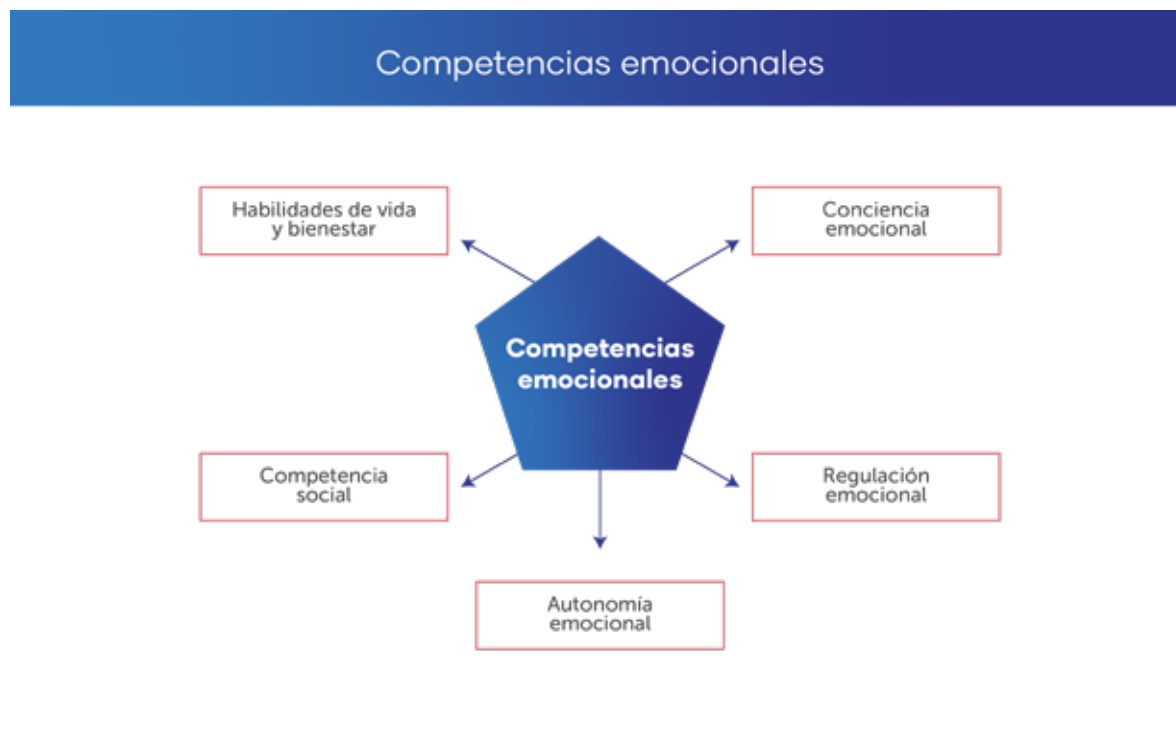 Competencias emocionales
Habilidades de vida
y bienestar
Conciencia
emocional
Competencias
emocionales
Competencia
social
Regulación
emocional
Autonomía
emocional